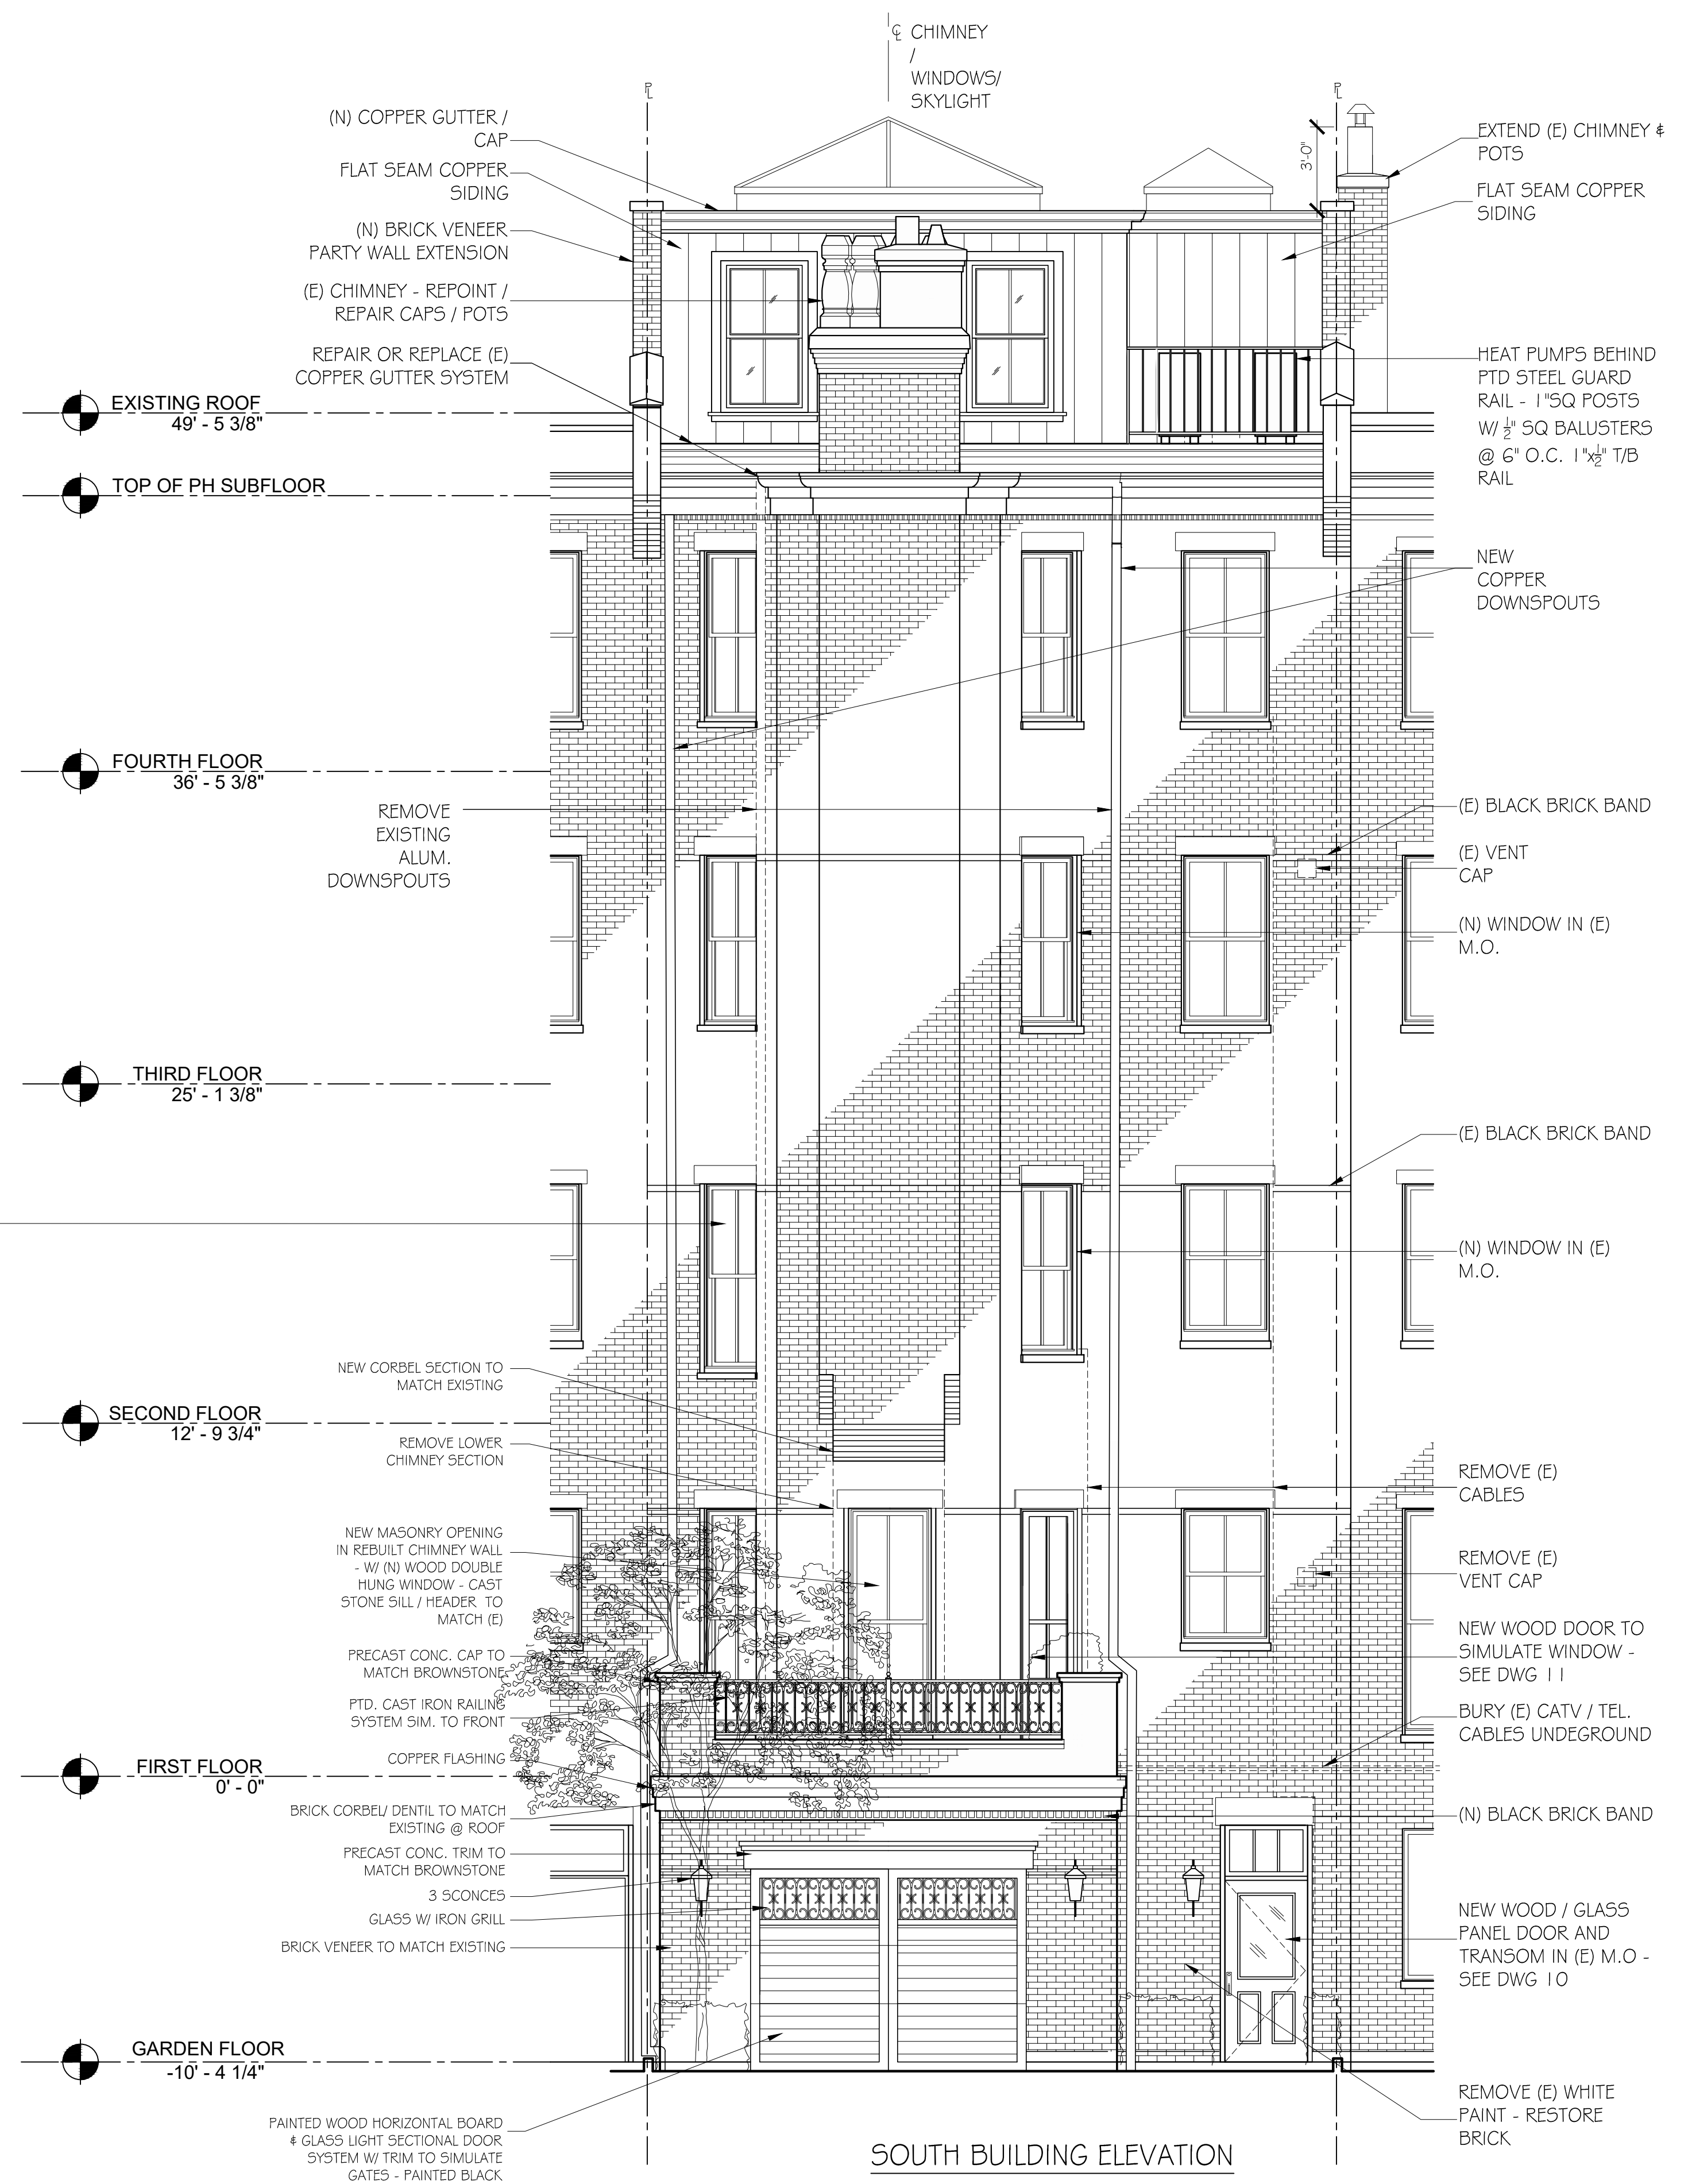 ℄ CHIMNEY
/
WINDOWS/
SKYLIGHT
PL
PL
(N) COPPER GUTTER /
CAP
FLAT SEAM COPPER
SIDING
(N) BRICK VENEER
PARTY WALL EXTENSION
(E) CHIMNEY - REPOINT /
REPAIR CAPS / POTS
REPAIR OR REPLACE (E)
COPPER GUTTER SYSTEM
EXISTING ROOF
49' - 5 3/8"
TOP OF PH SUBFLOOR
FOURTH FLOOR
36' - 5 3/8"
REMOVE
EXISTING
ALUM.
DOWNSPOUTS
THIRD FLOOR
25' - 1 3/8"
NEW CORBEL SECTION TO
MATCH EXISTING
SECOND FLOOR
12' - 9 3/4"
REMOVE LOWER
CHIMNEY SECTION
NEW MASONRY OPENING
IN REBUILT CHIMNEY WALL
- W/ (N) WOOD DOUBLE
HUNG WINDOW - CAST
STONE SILL / HEADER TO
MATCH (E)
PRECAST CONC. CAP TO
MATCH BROWNSTONE
PTD. CAST IRON RAILING
SYSTEM SIM. TO FRONT
COPPER FLASHING
FIRST FLOOR
0' - 0"
BRICK CORBEL/ DENTIL TO MATCH
EXISTING @ ROOF
PRECAST CONC. TRIM TO
MATCH BROWNSTONE
3 SCONCES
GLASS W/ IRON GRILL
BRICK VENEER TO MATCH EXISTING
GARDEN FLOOR
-10' - 4 1/4"
PAINTED WOOD HORIZONTAL BOARD
& GLASS LIGHT SECTIONAL DOOR
SYSTEM W/ TRIM TO SIMULATE
GATES - PAINTED BLACK
3'-0"
EXTEND (E) CHIMNEY &
POTS
FLAT SEAM COPPER
SIDING
HEAT PUMPS BEHIND
PTD STEEL GUARD
RAIL - 1"SQ POSTS
W/ ½" SQ BALUSTERS
@ 6" O.C. 1"x½" T/B
RAIL
NEW
COPPER
DOWNSPOUTS
(E) BLACK BRICK BAND
(E) VENT
CAP
(N) WINDOW IN (E)
M.O.
(E) BLACK BRICK BAND
(N) WINDOW IN (E)
M.O.
REMOVE (E)
CABLES
REMOVE (E)
VENT CAP
NEW WOOD DOOR TO
SIMULATE WINDOW -
SEE DWG 11
BURY (E) CATV / TEL.
CABLES UNDEGROUND
(N) BLACK BRICK BAND
NEW WOOD / GLASS
PANEL DOOR AND
TRANSOM IN (E) M.O -
SEE DWG 10
REMOVE (E) WHITE
PAINT - RESTORE
BRICK
SOUTH BUILDING ELEVATION